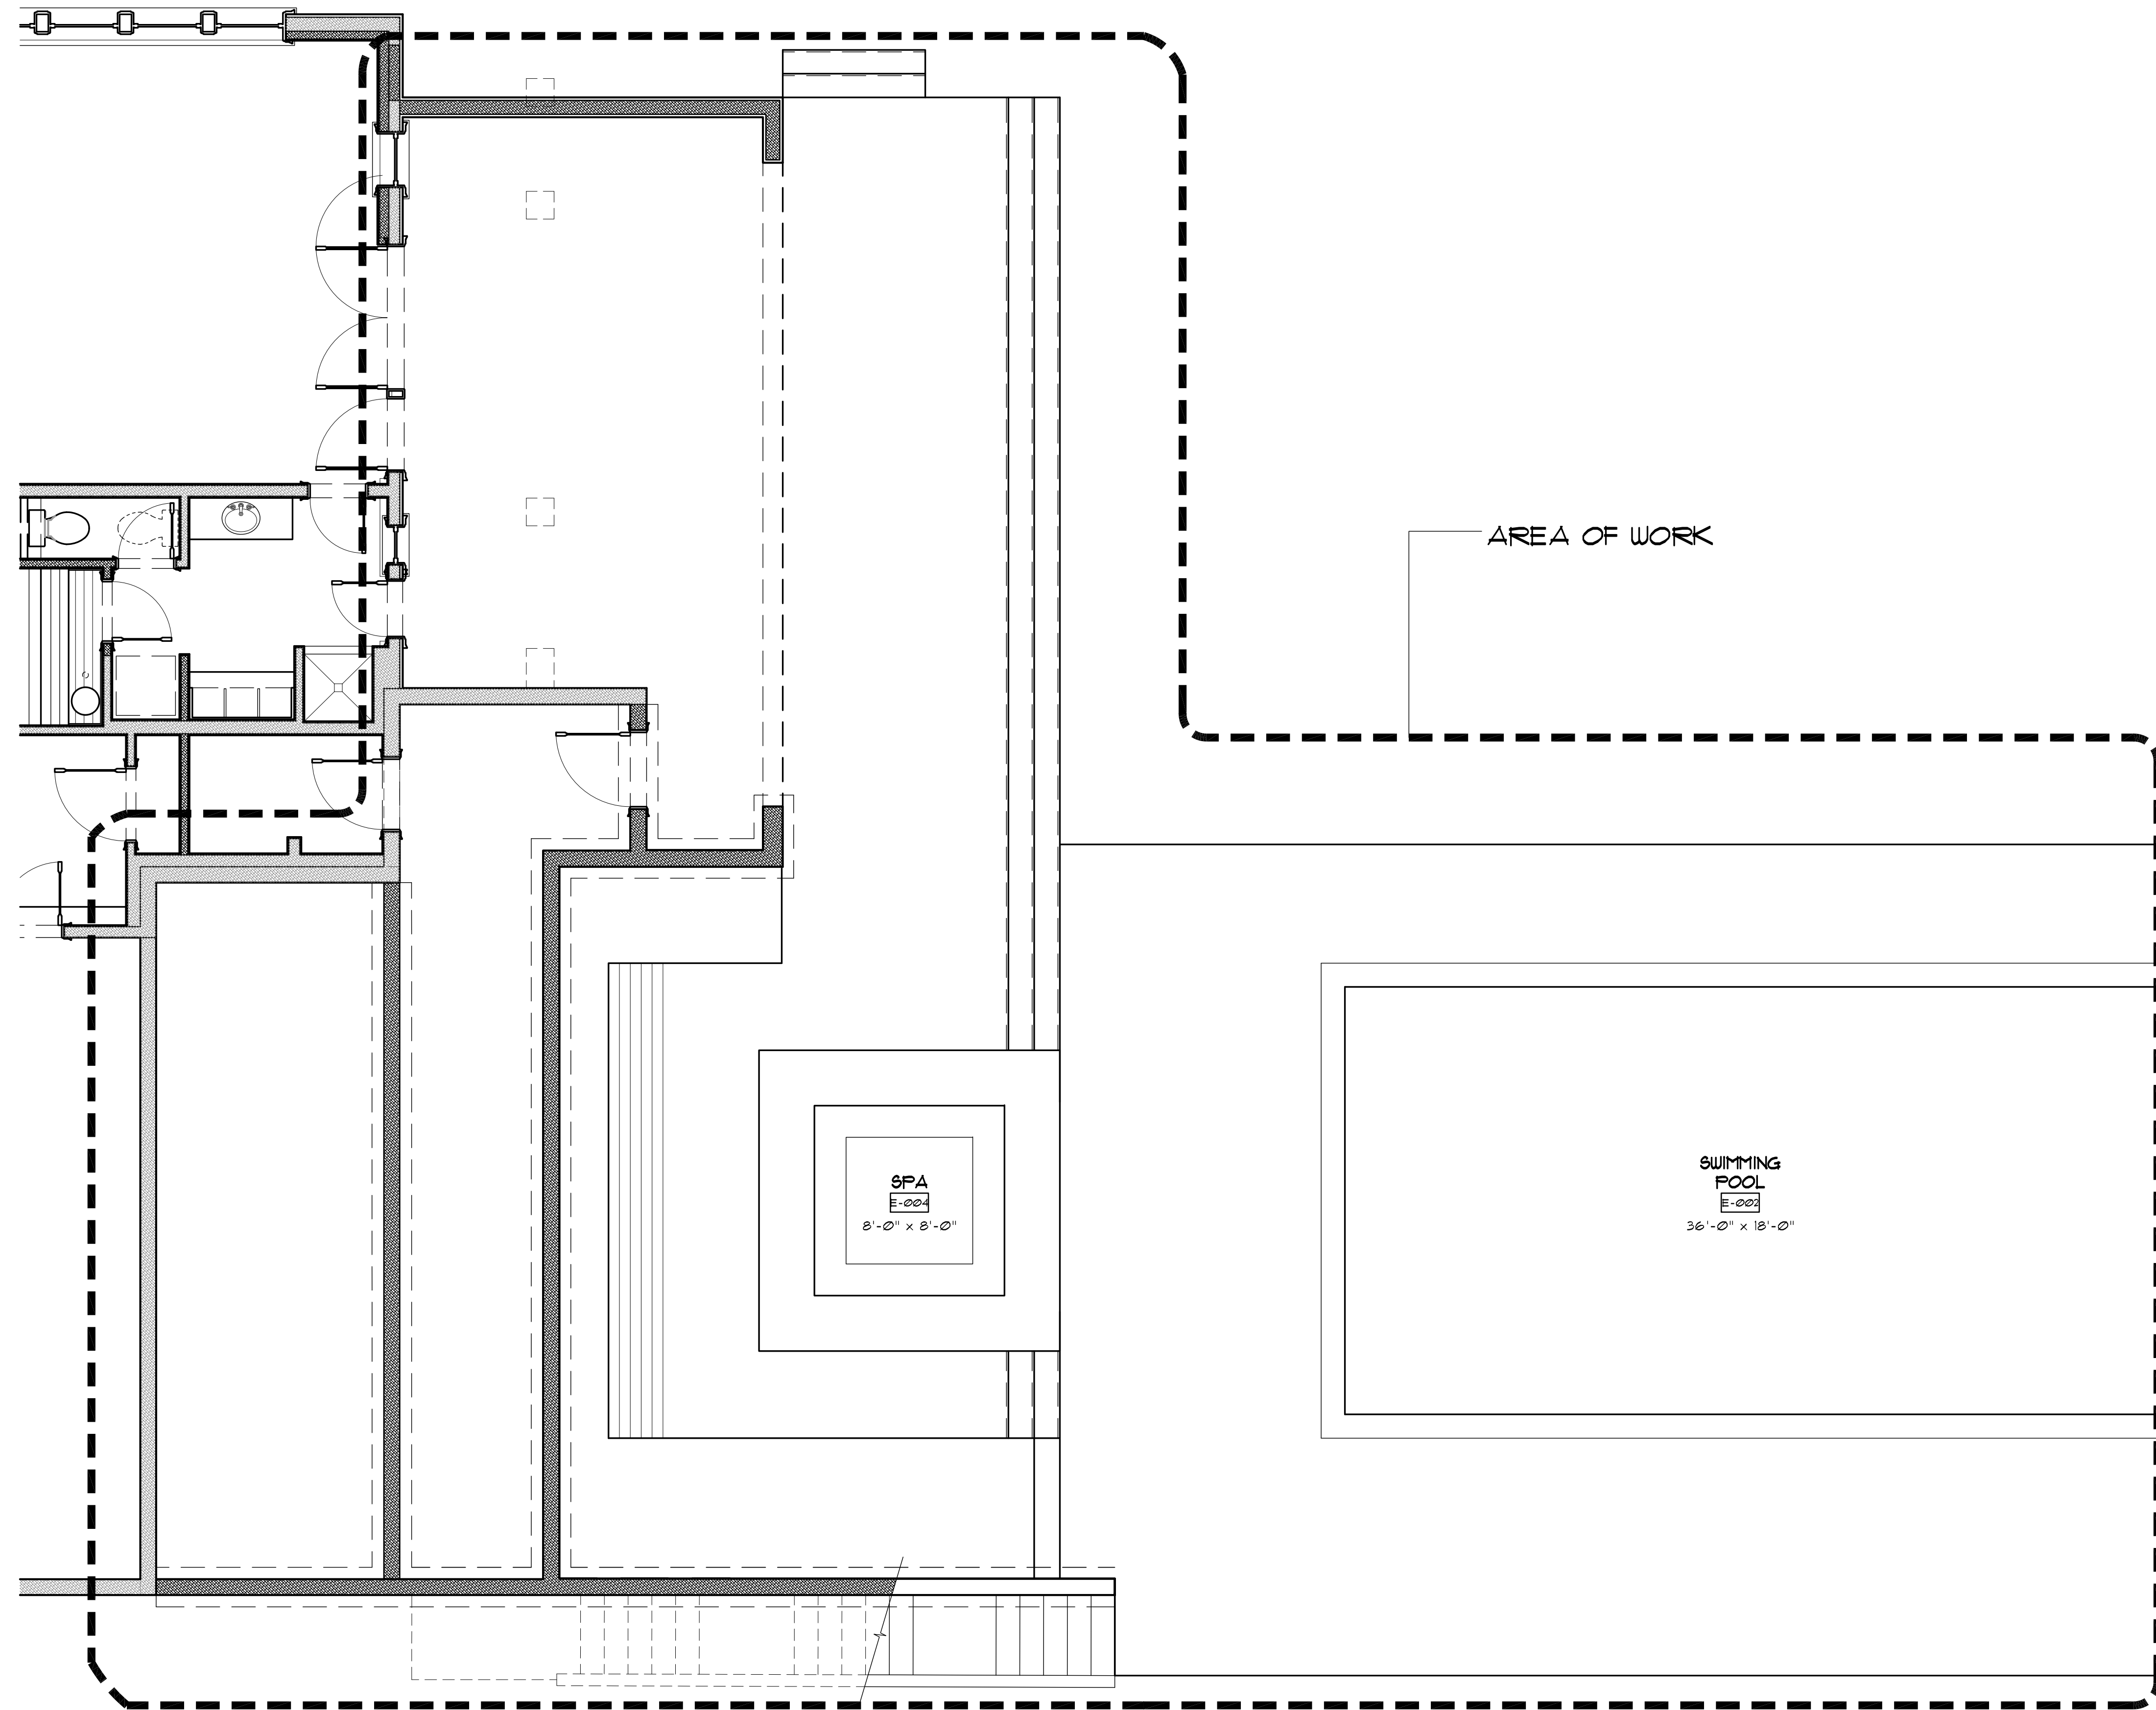 AREA OF WORK
SPA
E-004
8'-0" x 8'-0"
SWIMMING
POOL
E-002
36'-0" x 18'-0"